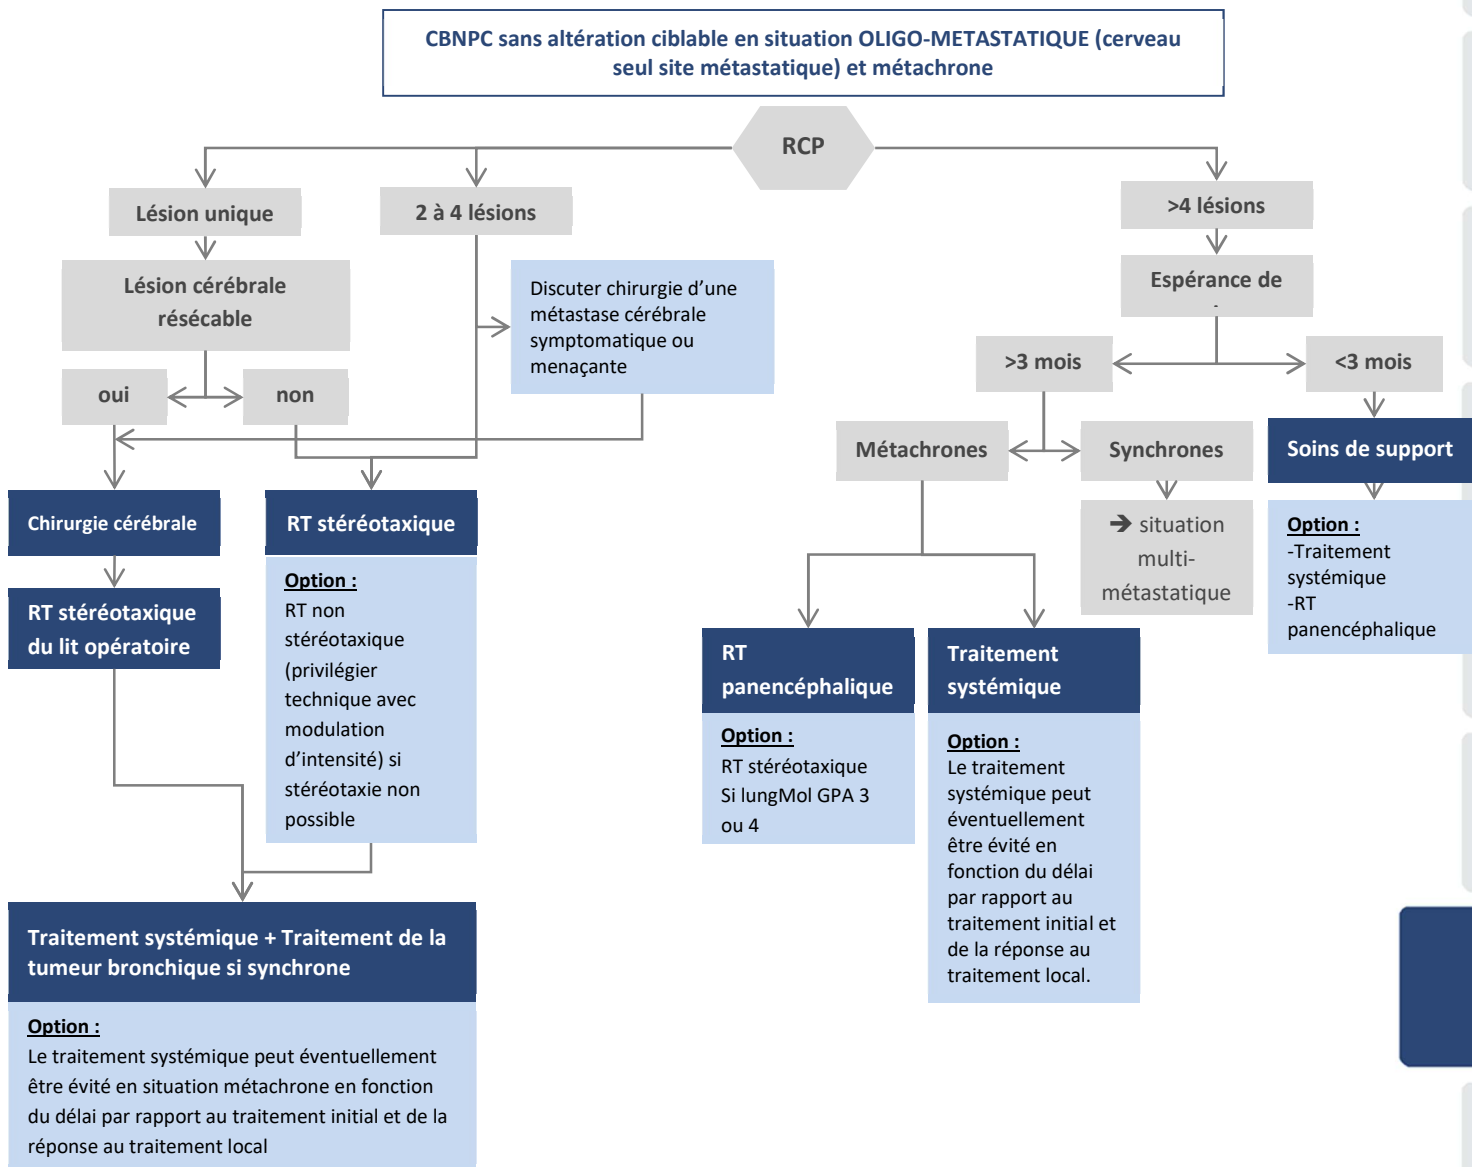 CBNPC sans altération ciblable en situation OLIGO-METASTATIQUE (cerveau
seul site métastatique) et métachrone
RCP
Lésion unique
2 à 4 lésions
>4 lésions
Lésion cérébrale
résécable
Discuter chirurgie d’une
métastase cérébrale
symptomatique ou
menaçante
Espérance de
oui
non
>3 mois
<3 mois
Métachrones
Synchrones
Soins de support
Chirurgie cérébrale
RT stéréotaxique
➔ situation
multi-
métastatique
Option :
-Traitement
systémique
-RT
panencéphalique
RT stéréotaxique
du lit opératoire
Option :
RT non
stéréotaxique
(privilégier
technique avec
modulation
d’intensité) si
stéréotaxie non
possible
RT
panencéphalique
Option :
RT stéréotaxique
Si lungMol GPA 3
ou 4
Traitement
systémique
Option :
Le traitement
systémique peut
éventuellement
être évité en
fonction du délai
par rapport au
traitement initial et
de la réponse au
traitement local.
Traitement systémique + Traitement de la
tumeur bronchique si synchrone
Option :
Le traitement systémique peut éventuellement
être évité en situation métachrone en fonction
du délai par rapport au traitement initial et de la
réponse au traitement local